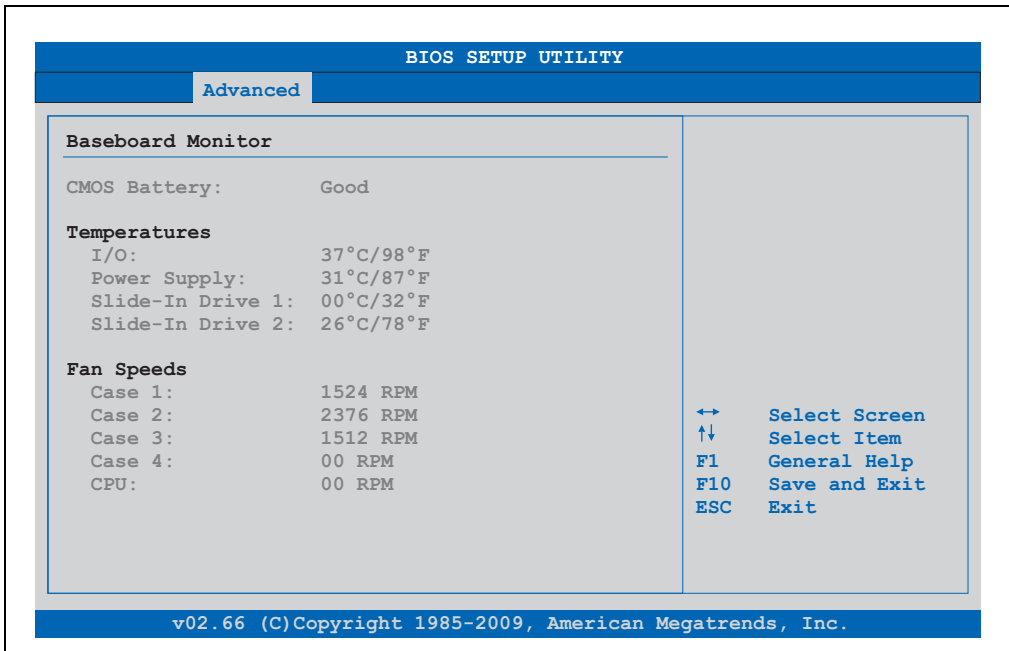 BIOS SETUP UTILITY
Advanced
Baseboard Monitor
CMOS Battery: Good
Temperatures
I/O: 37°C/98°F
Power Supply: 31°C/87°F
Slide-In Drive 1: 00°C/32°F
Slide-In Drive 2: 26°C/78°F
Fan Speeds
Case 1: 1524 RPM
Case 2: 2376 RPM
Case 3: 1512 RPM
Case 4: 00 RPM
CPU: 00 RPM
↔ Select Screen
↑↓ Select Item
F1 General Help
F10 Save and Exit
ESC Exit
v02.66 (C)Copyright 1985-2009, American Megatrends, Inc.